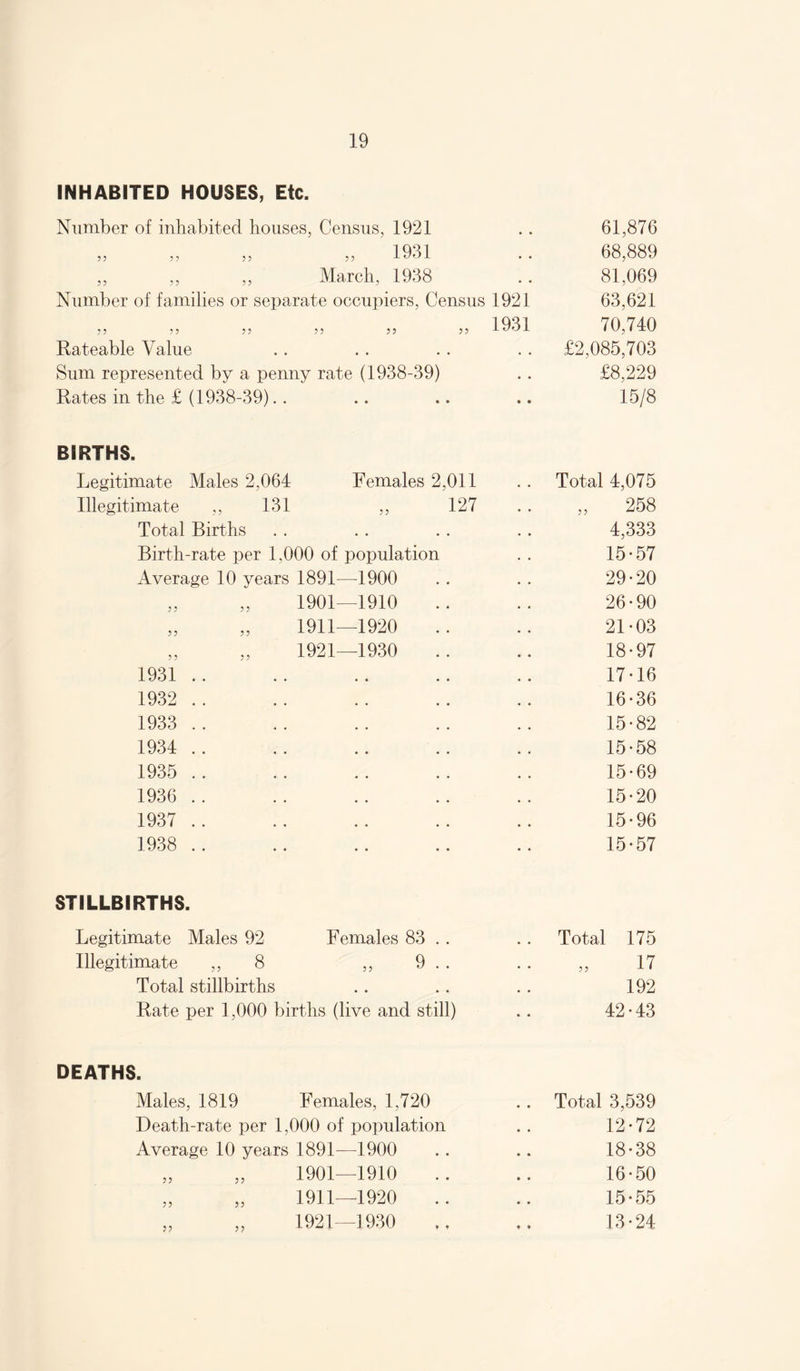 19
INHABITED HOUSES, Etc.
Number of inhabited houses, Census, 1921 .. 61,876
,, ,, ,, ,, 1931 .. 68,889
,, ,, ,, March, 1938 .. 81,069
Number of families or separate occupiers, Census 1921 63,621
,, ,, ,, ,, ,, ,, 1931 70,740
Rateable Value .. .. .. .. £2,085,703
Sum represented by a penny rate (1938-39) .. £8,229
Rates in the £ (1938-39) .. .. .. .. 15/8
BIRTHS.
Legitimate Males 2,064 Females 2,011 .. Total 4,075
Illegitimate ,, 131 ,, 127 .. ,, 258
Total Births .. .. .. .. 4,333
Birth-rate per 1,000 of population .. 15·57
Average 10 years 1891—1900 .. .. 29·20
,, ,, 1901—1910 .. .. 26·90
,, ,, 1911—1920 .. .. 21·03
,, ,, 1921—1930 .. .. 18·97
1931 .. .. .. .. .. 17·16
1932 .. .. .. .. .. 16·36
1933 .. .. .. .. .. 15·82
1934 .. .. .. .. .. 15·58
1935 .. .. .. .. .. 15·69
1936 .. .. .. .. .. 15·20
1937 .. .. .. .. .. 15·96
1938 .. .. .. .. .. 15·57
STILLBIRTHS.
Legitimate Males 92 Females 83 .. .. Total 175
Illegitimate ,, 8 ,, 9 .. .. ,, 17
Total stillbirths .. .. .. 192
Rate per 1,000 births (live and still) .. 42·43
DEATHS.
Males, 1819 Females, 1,720 .. Total 3,539
Death-rate per 1,000 of population .. 12·72
Average 10 years 1891—1900 .. .. 18·38
,, ,, 1901—1910 .. .. 16·50
,, ,, 1911—1920 .. .. 15·55
,, ,, 1921—1930 .. .. 13·24